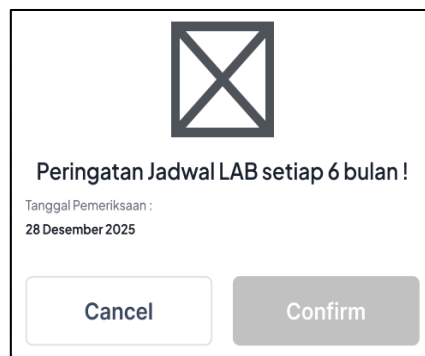 Peringatan Jadwal LAB setiap 6 bulan !
Tanggal Pemeriksaan :
28 Desember 2025
Cancel
Confirm